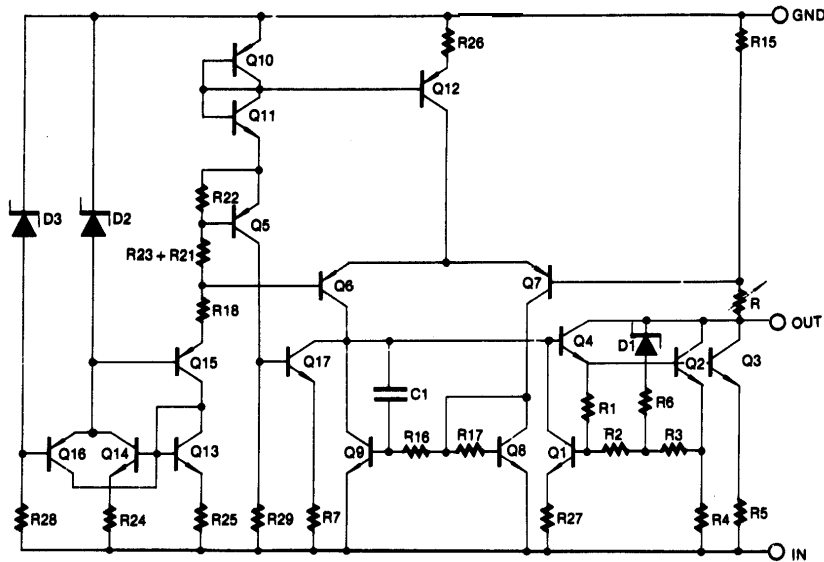 GND
R26
R15
Q10
Q12
Q11
R22
D3
D2
Q5
R23 + R21
Q6
Q7
R
R18
OUT
Q4
D1
Q2
Q3
Q15
Q17
C1
R1
R6
Q16
Q14
Q13
Q9
R16
R17
Q8
Q1
R2
R3
R28
R24
R25
R29
R7
R27
R4
R5
IN